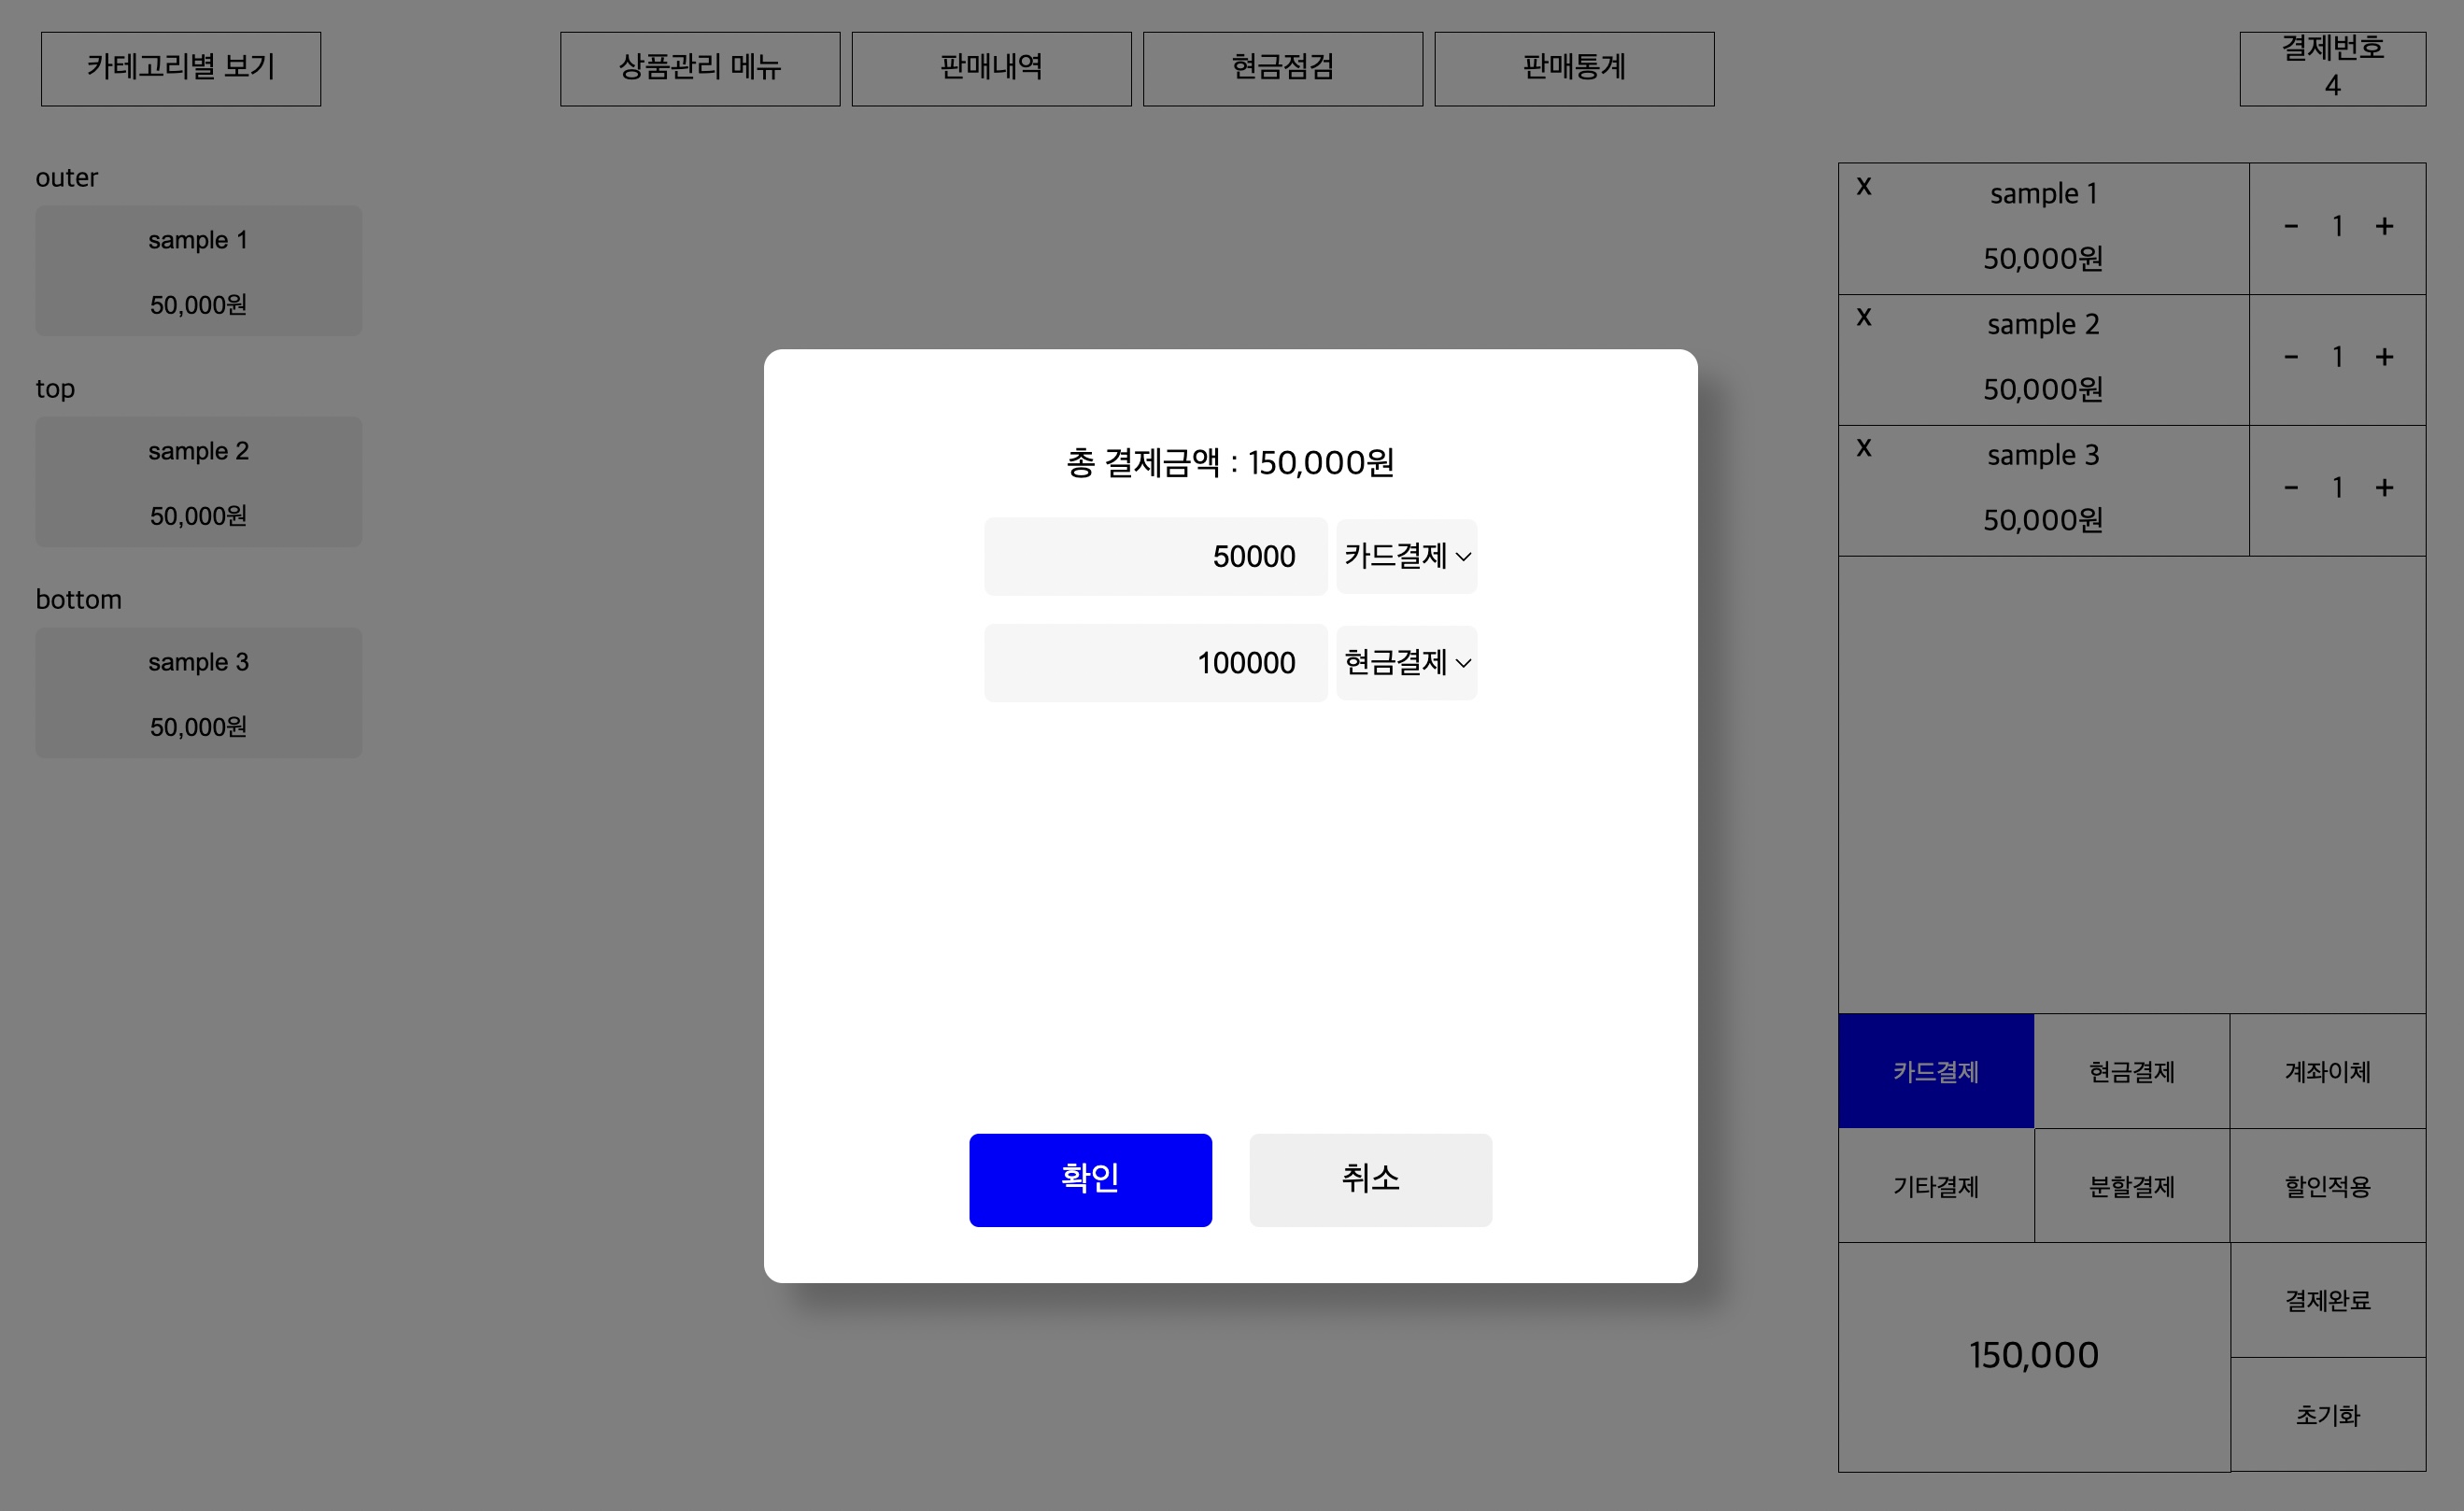 카테고리별 보기
상품관리 메뉴
판매내역
현금점검
판매통계
결제번호
4
outer
sample 1
50,000원
top
sample 2
50,000원
bottom
sample 3
50,000원
총 결제금액 : 150,000원
50000 카드결제
100000 현금결제
확인 취소
X sample 1
50,000원
- 1 +
X sample 2
50,000원
- 1 +
X sample 3
50,000원
- 1 +
카드결제 현금결제 계좌이체
기타결제 분할결제 할인적용
150,000
결제완료
초기화